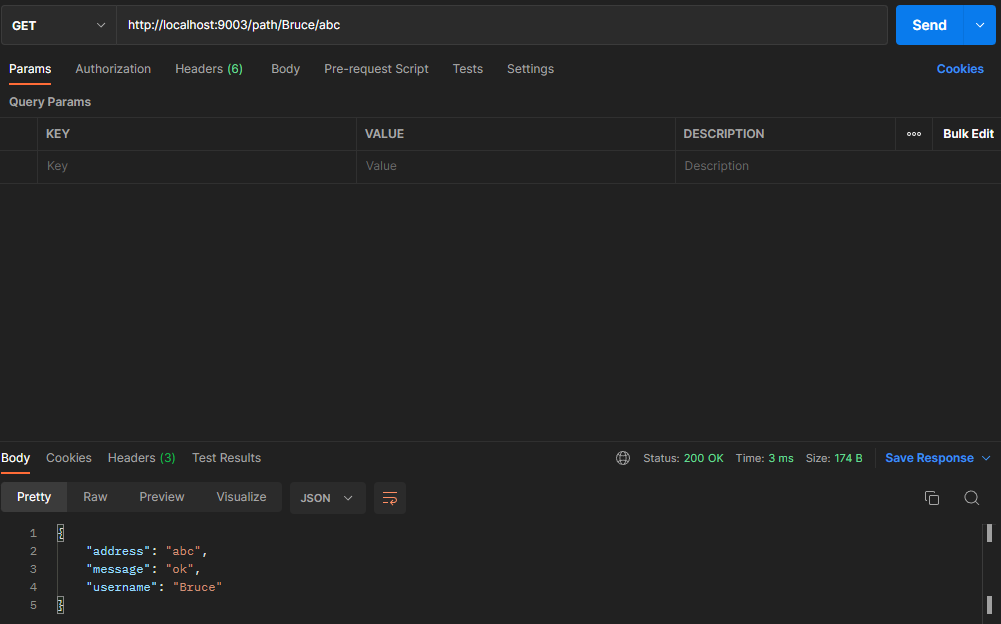 GET http://localhost:9003/path/Bruce/abc Send
Params Authorization Headers (6) Body Pre-request Script Tests Settings Cookies
Query Params
KEY VALUE DESCRIPTION ooo Bulk Edit
Key Value Description
Body Cookies Headers (3) Test Results Status: 200 OK Time: 3 ms Size: 174 B Save Response
Pretty Raw Preview Visualize JSON
1 {
2 "address": "abc",
3 "message": "ok",
4 "username": "Bruce"
5 }